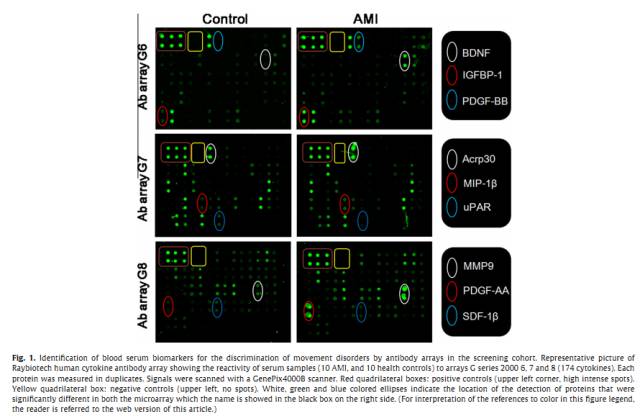 Control AMI
Ab array G6
BDNF
IGFBP-1
PDGF-BB
Ab array G7
Acrp30
MIP-1β
uPAR
Ab array G8
MMP9
PDGF-AA
SDF-1β
Fig. 1. Identification of blood serum biomarkers for the discrimination of movement disorders by antibody arrays in the screening cohort. Representative picture of
Raybiotech human cytokine antibody array showing the reactivity of serum samples (10 AMI, and 10 health controls) to arrays G series 2000 6, 7 and 8 (174 cytokines). Each
protein was measured in duplicates. Signals were scanned with a GenePix4000B scanner. Red quadrilateral boxes: positive controls (upper left corner, high intense spots).
Yellow quadrilateral box: negative controls (upper left, no spots). White, green and blue colored ellipses indicate the location of the detection of proteins that were
significantly different in both the microarray which the name is showed in the black box on the right side. (For interpretation of the references to color in this figure legend,
the reader is referred to the web version of this article.)